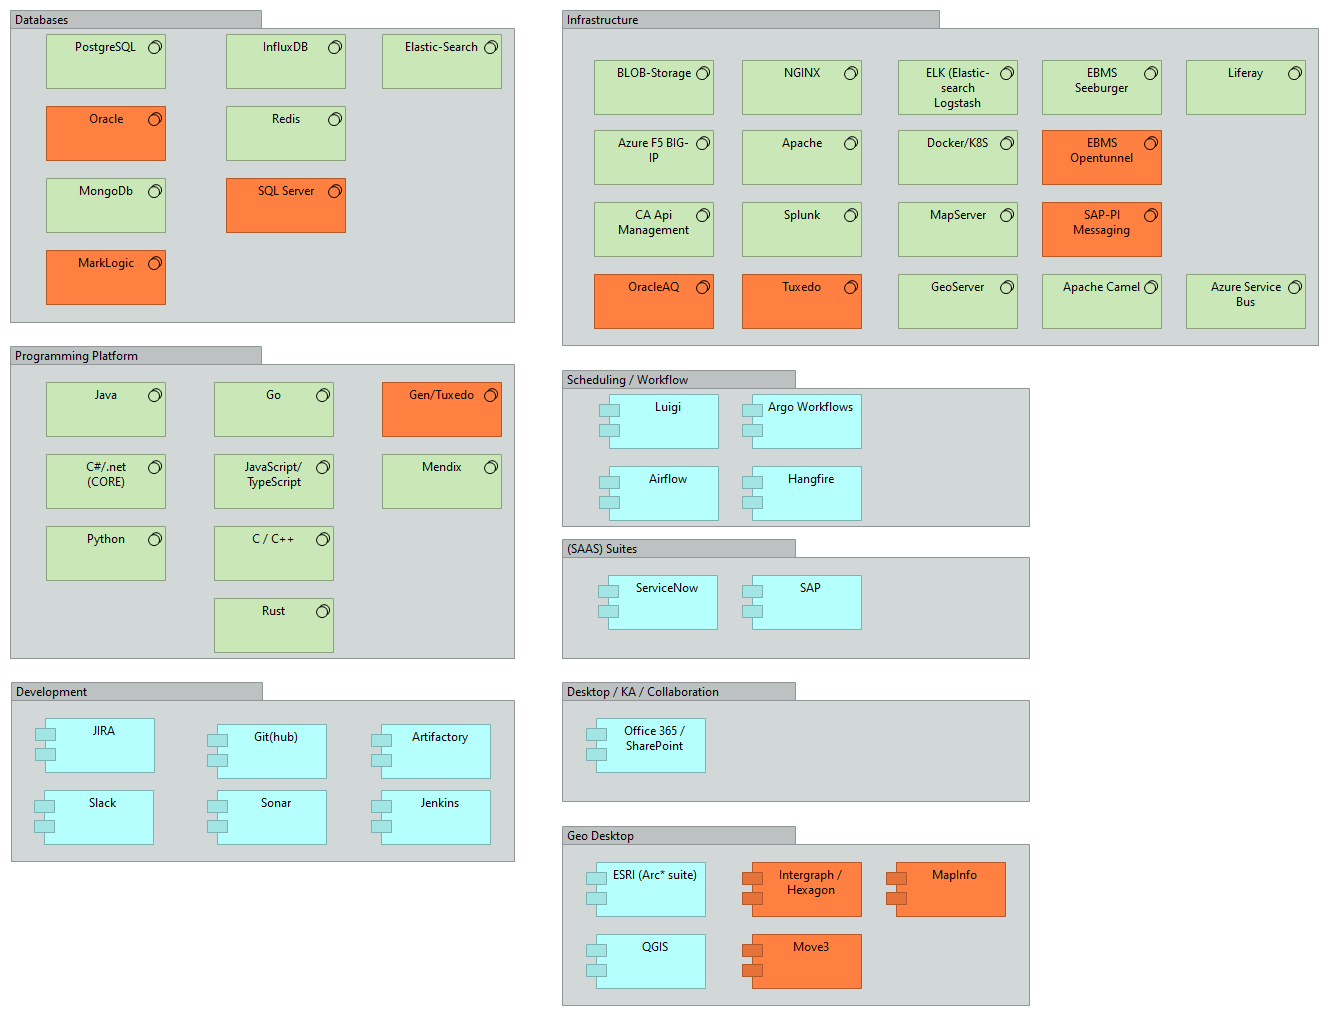 Databases
PostgreSQL
InfluxDB
Elastic-Search
Oracle
Redis
MongoDb
SQL Server
MarkLogic
Infrastructure
BLOB-Storage
NGINX
ELK (Elastic-
search
Logstash
EBMS
Seeburger
Liferay
Azure F5 BIG-
IP
Apache
Docker/K8S
EBMS
Opentunnel
CA Api
Management
Splunk
MapServer
SAP-PI
Messaging
OracleAQ
Tuxedo
GeoServer
Apache Camel
Azure Service
Bus
Programming Platform
Java
Go
Gen/Tuxedo
C#/.net
(CORE)
JavaScript/
TypeScript
Mendix
Python
C / C++
Rust
Scheduling / Workflow
Luigi
Argo Workflows
Airflow
Hangfire
(SAAS) Suites
ServiceNow
SAP
Development
JIRA
Git(hub)
Artifactory
Slack
Sonar
Jenkins
Desktop / KA / Collaboration
Office 365 /
SharePoint
Geo Desktop
ESRI (Arc* suite)
Intergraph /
Hexagon
MapInfo
QGIS
Move3